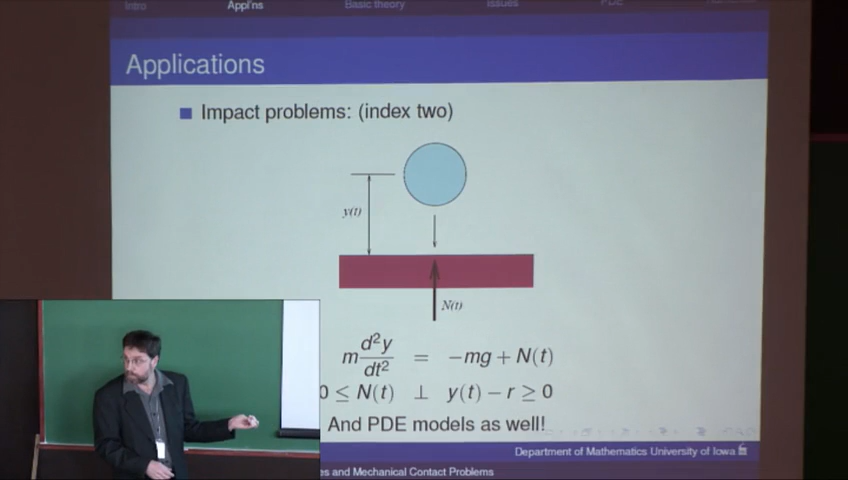 Intro Appl'ns Basic theory Issues PDE
Applications
Impact problems: (index two)
y(t)
N(t)
m d²y/dt² = −mg + N(t)
0 ≤ N(t) ⊥ y(t) − r ≥ 0
And PDE models as well!
Department of Mathematics University of Iowa
es and Mechanical Contact Problems